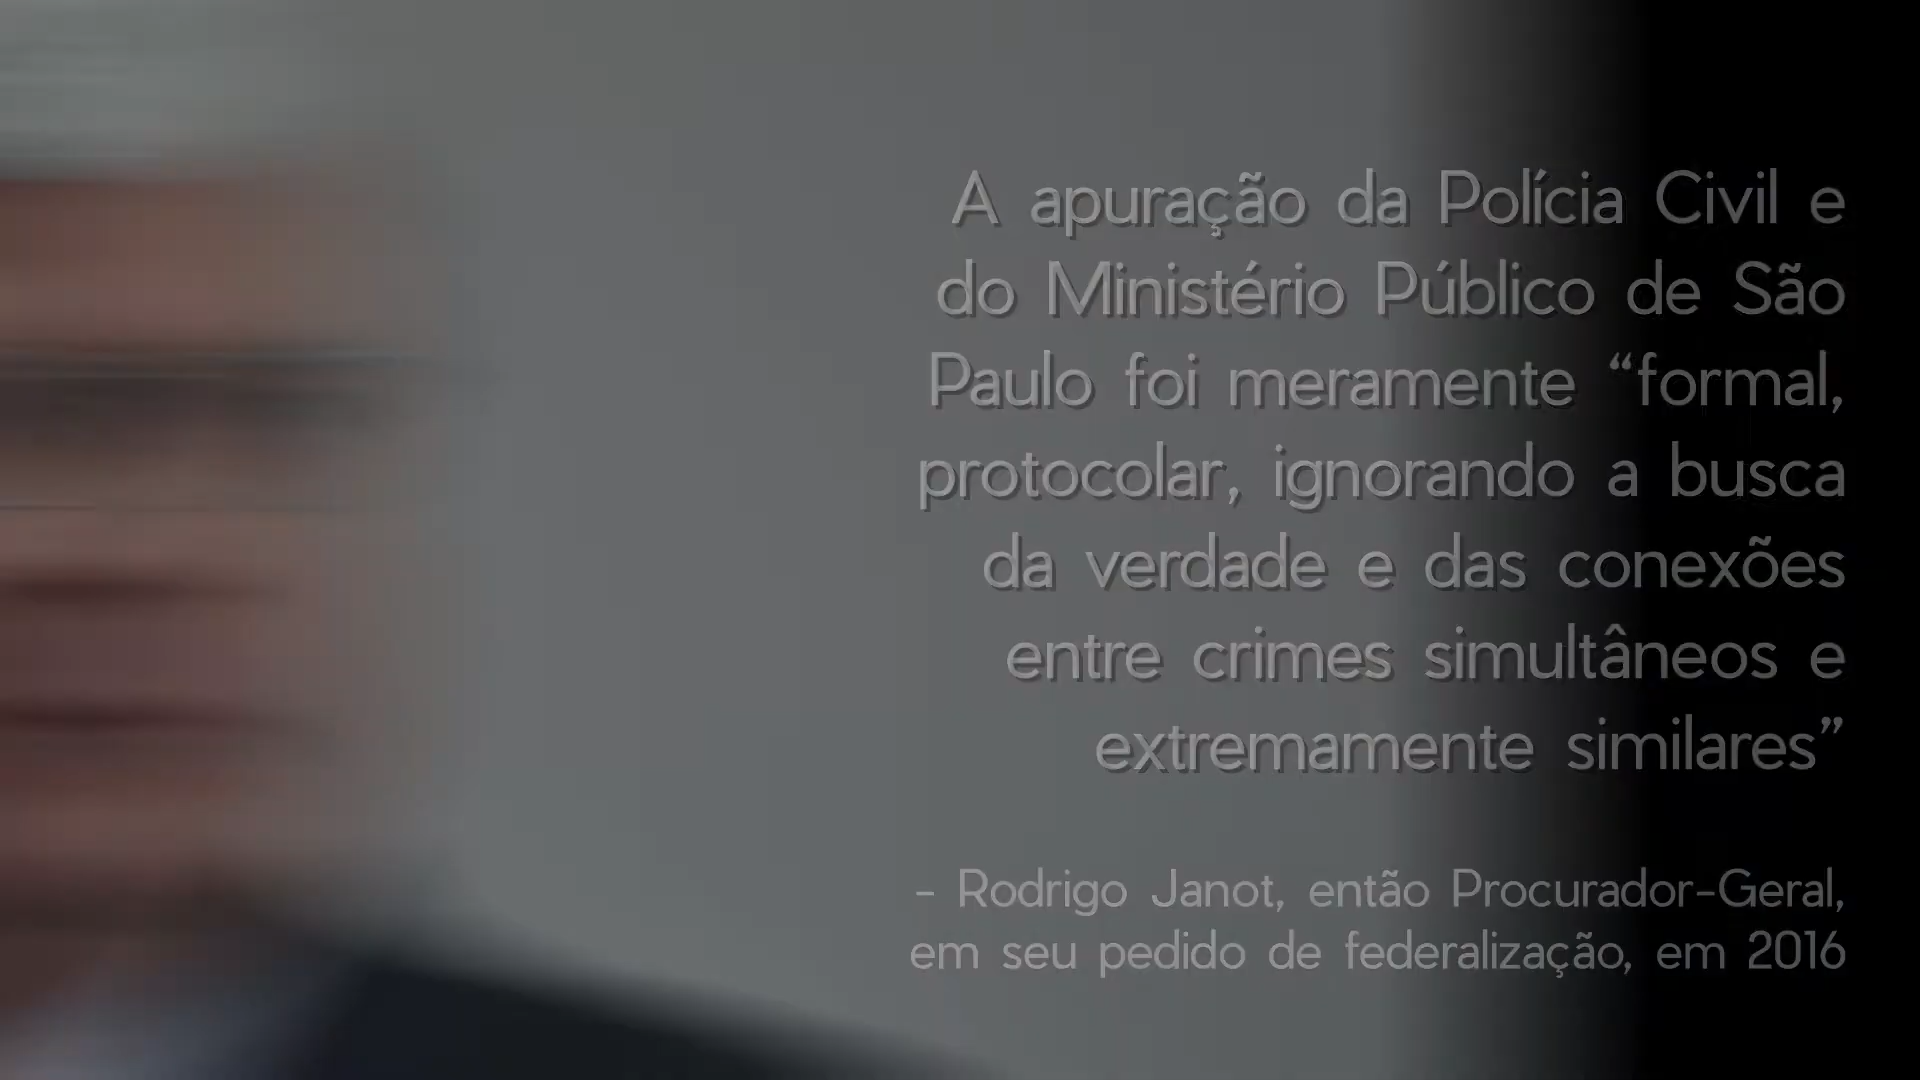 A apuração da Polícia Civil e
do Ministério Público de São
Paulo foi meramente “formal,
protocolar, ignorando a busca
da verdade e das conexões
entre crimes simultâneos e
extremamente similares”
- Rodrigo Janot, então Procurador-Geral,
em seu pedido de federalização, em 2016